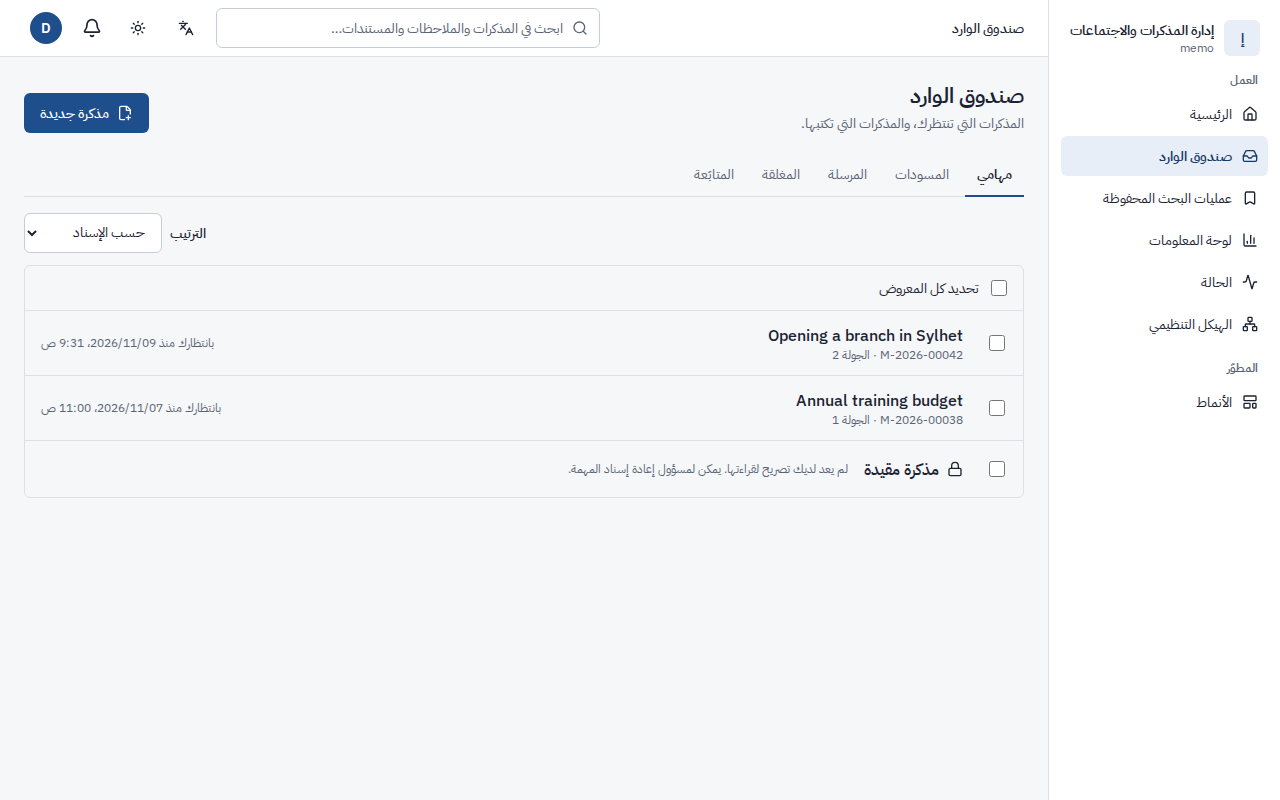 إدارة المذكرات والاجتماعات
memo
إ
العمل
الرئيسية
صندوق الوارد
عمليات البحث المحفوظة
لوحة المعلومات
الحالة
الهيكل التنظيمي
المطوّر
الأنماط
صندوق الوارد
ابحث في المذكرات والملاحظات والمستندات...
D
صندوق الوارد
المذكرات التي تنتظرك، والمذكرات التي تكتبها.
مذكرة جديدة
مهامي
المسودات
المرسلة
المغلقة
المتابَعة
الترتيب
حسب الإسناد
تحديد كل المعروض
Opening a branch in Sylhet
M-2026-00042 · الجولة 2
بانتظارك منذ 2026/11/09، 9:31 ص
Annual training budget
M-2026-00038 · الجولة 1
بانتظارك منذ 2026/11/07، 11:00 ص
مذكرة مقيدة
لم يعد لديك تصريح لقراءتها. يمكن لمسؤول إعادة إسناد المهمة.